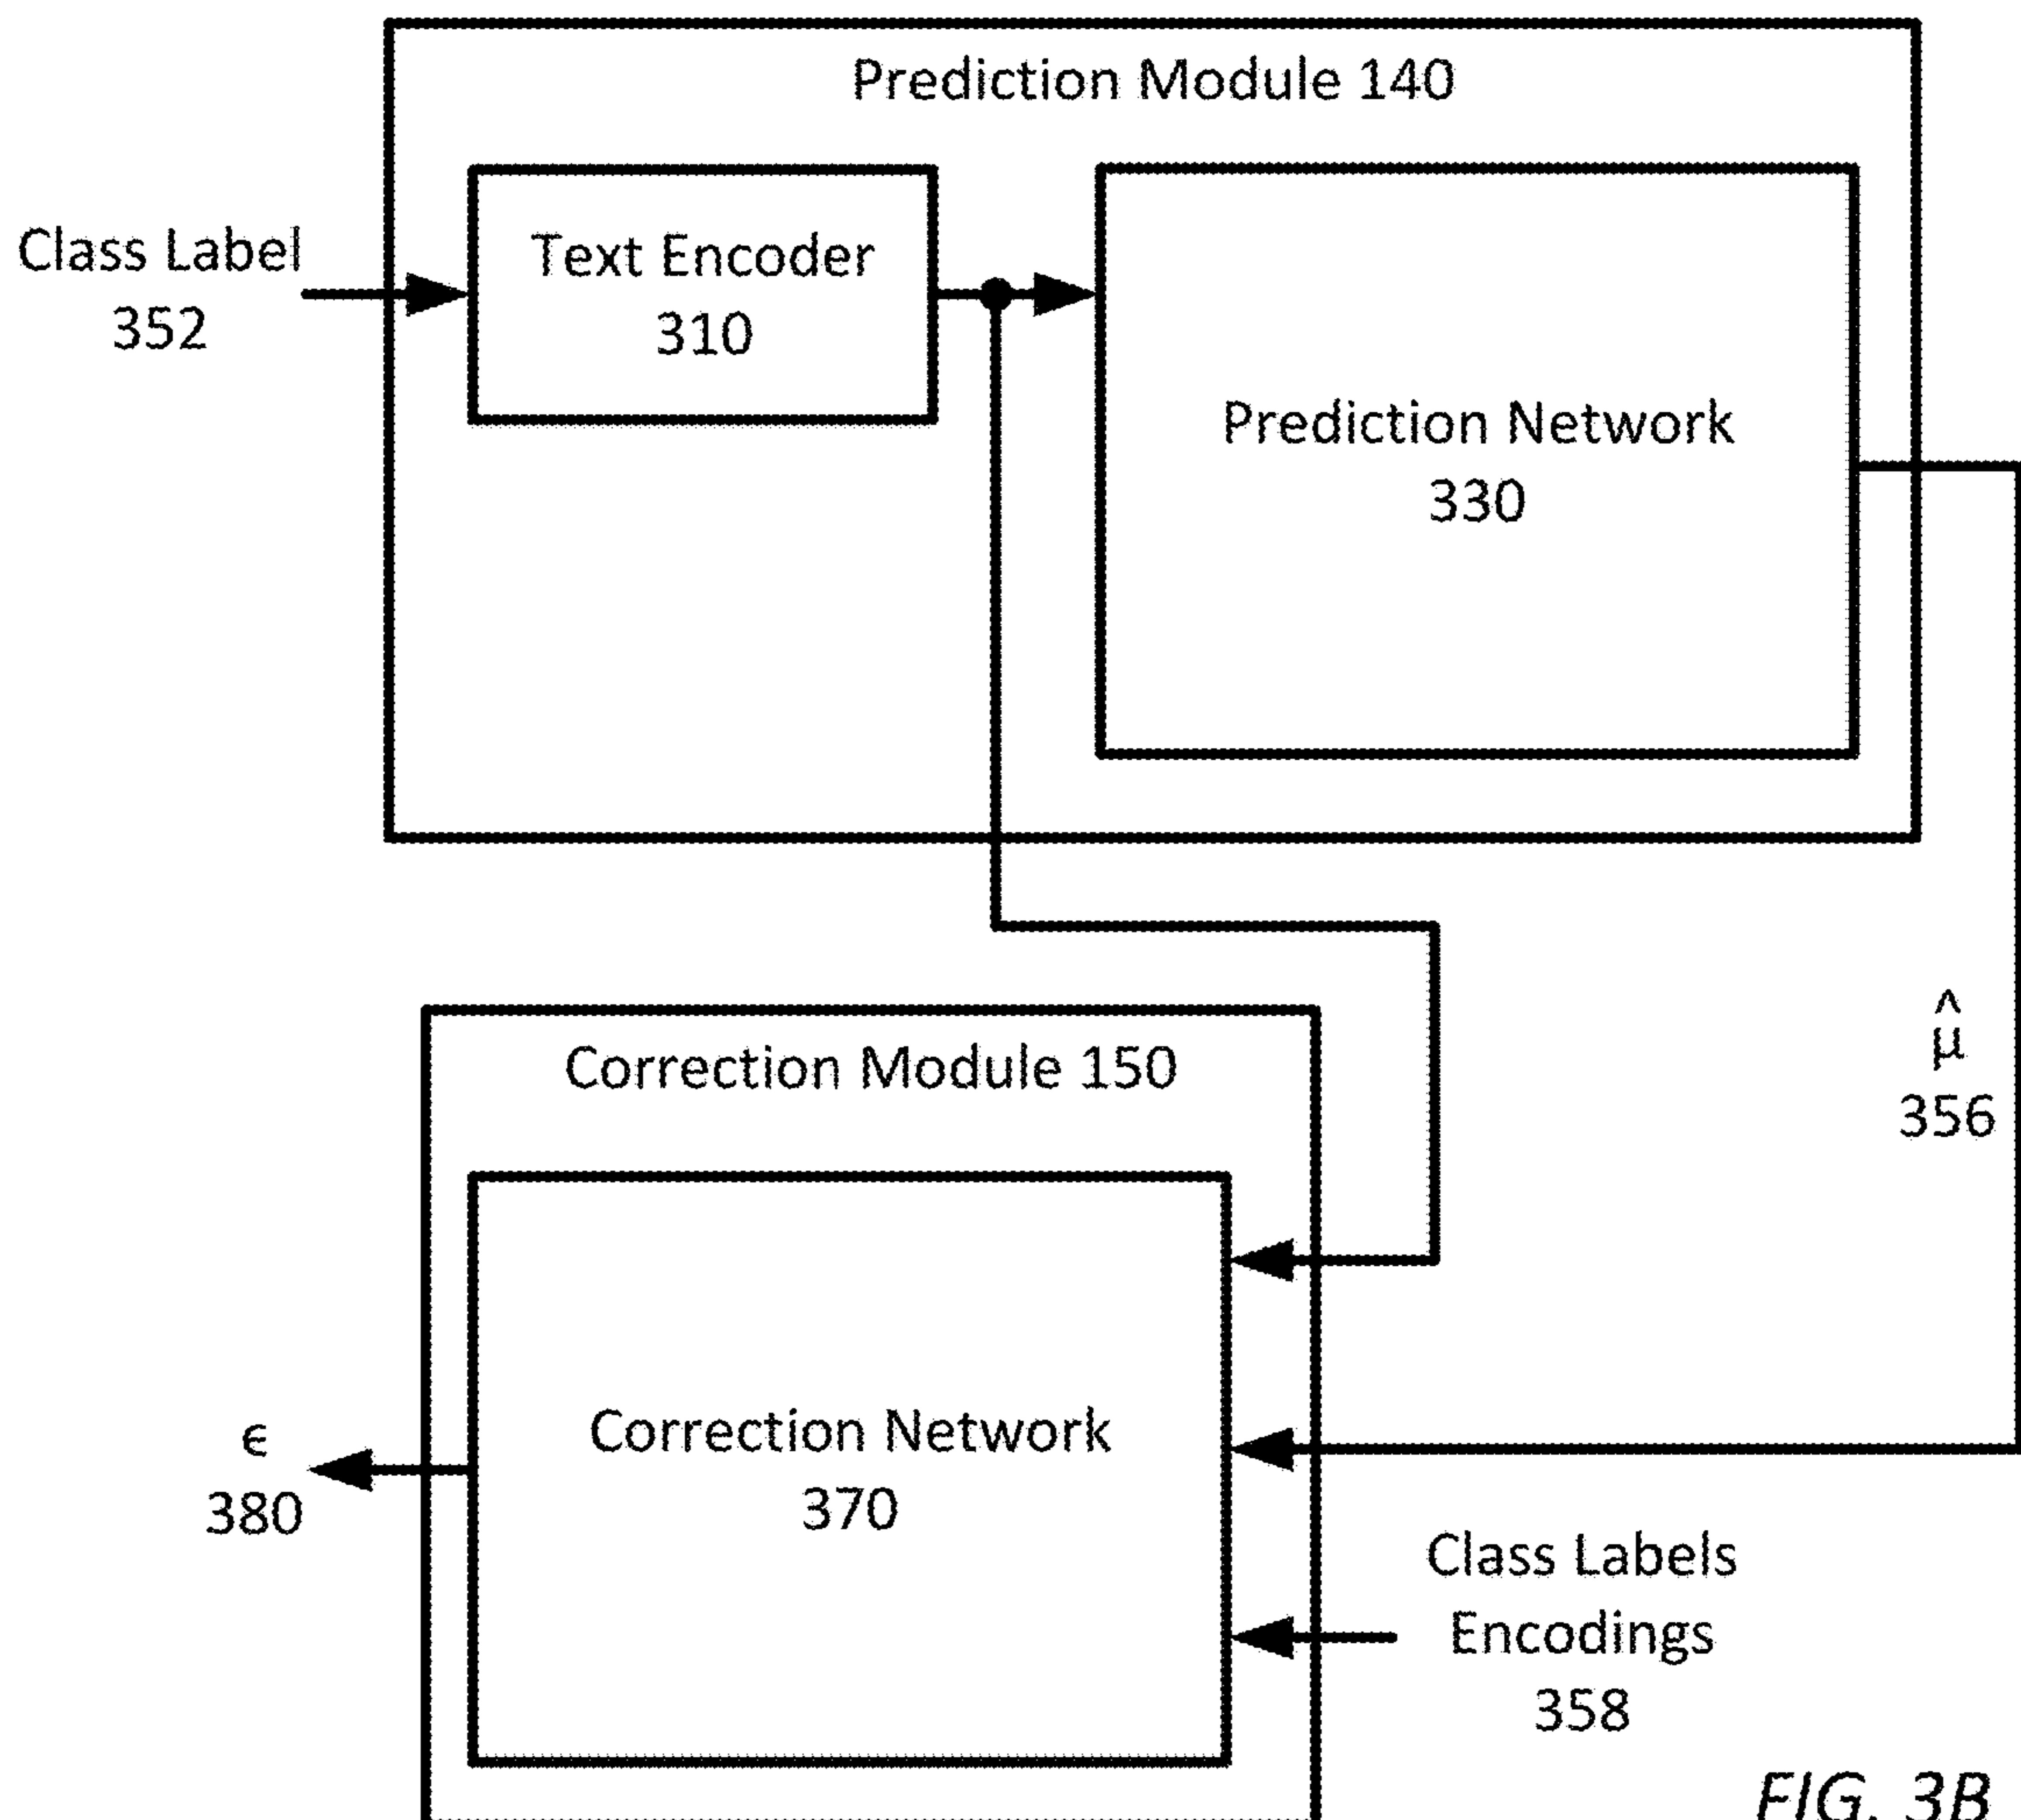 Prediction Module 140
Class Label
352
Text Encoder
310
Prediction Network
330
^
μ
356
Correction Module 150
Correction Network
370
ϵ
380
Class Labels
Encodings
358
FIG. 3B